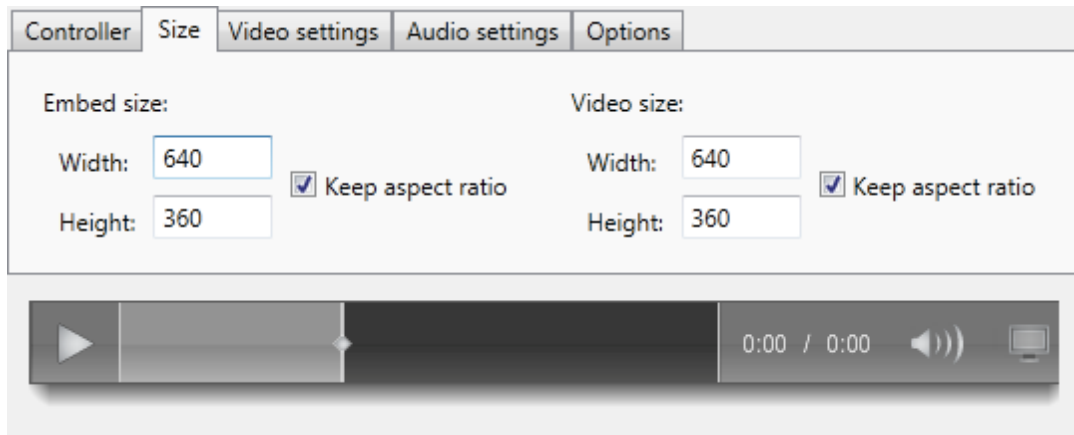 Controller Size Video settings Audio settings Options
Embed size: Video size:
Width: 640 Width: 640
Keep aspect ratio Keep aspect ratio
Height: 360 Height: 360
0:00 / 0:00